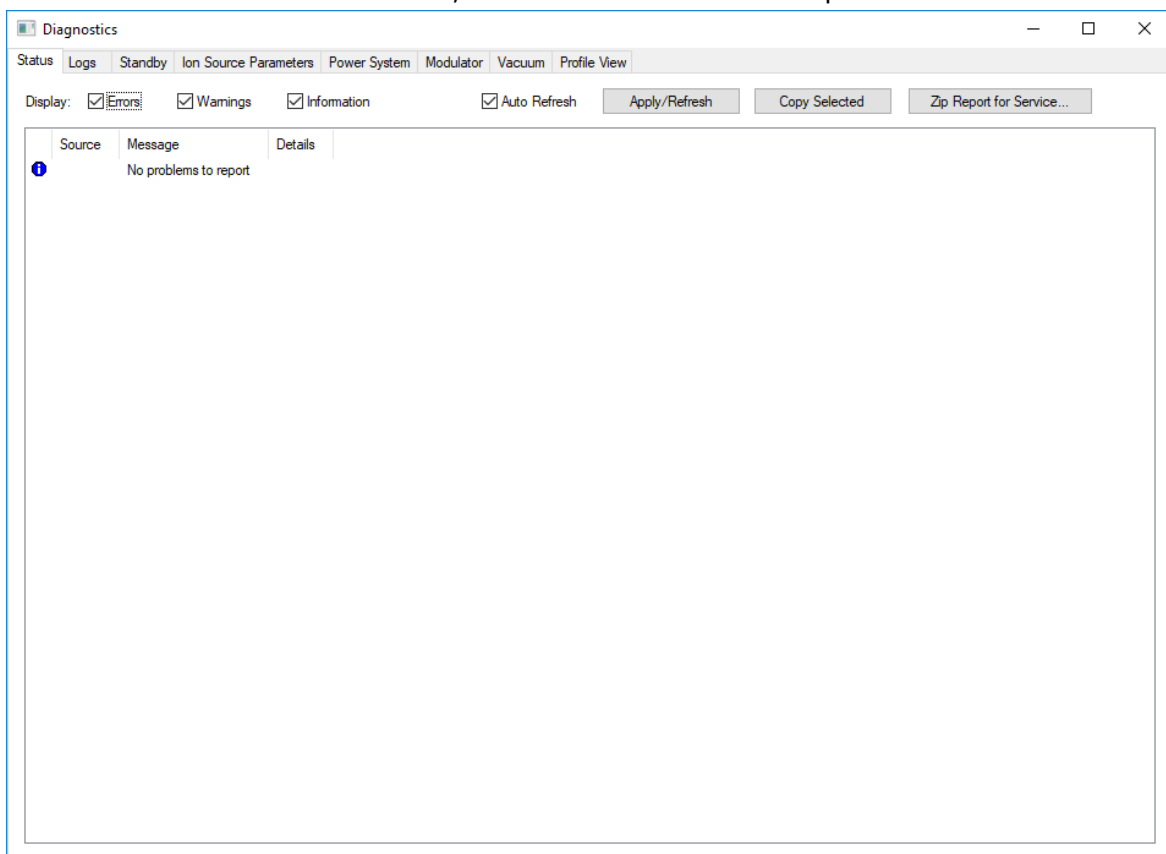 Diagnostics
Status Logs Standby Ion Source Parameters Power System Modulator Vacuum Profile View
Display: Errors Warnings Information Auto Refresh Apply/Refresh Copy Selected Zip Report for Service...
Source Message Details
No problems to report